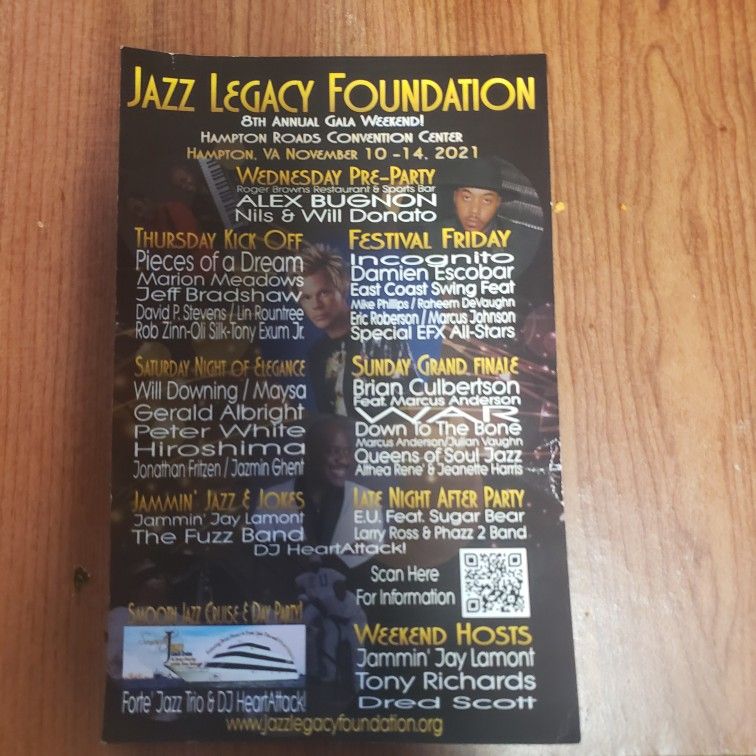 JAZZ LEGACY FOUNDATION
8TH ANNUAL GALA WEEKEND!
HAMPTON ROADS CONVENTION CENTER
HAMPTON, VA NOVEMBER 10 -14, 2021
WEDNESDAY PRE-PARTY
Roger Browns Restaurant & Sports Bar
ALEX BUGNON
Nils & Will Donato
THURSDAY KICK OFF
Pieces of a Dream
Marion Meadows
Jeff Bradshaw
David P. Stevens / Lin Rountree
Rob Zinn-Oli Silk-Tony Exum Jr.
FESTIVAL FRIDAY
Incognito
Damien Escobar
East Coast Swing Feat
Mike Phillips / Raheem DeVaughn
Eric Roberson / Marcus Johnson
Special EFX All-Stars
SATURDAY NIGHT OF ELEGANCE
Will Downing / Maysa
Gerald Albright
Peter White
Hiroshima
Jonathan Fritzen / Jazmin Ghent
SUNDAY GRAND FINALE
Brian Culbertson
Feat. Marcus Anderson
WAR
Down To The Bone
Marcus Anderson/Julian Vaughn
Queens of Soul Jazz
Althea Rene' & Jeanette Harris
JAMMIN' JAZZ & JOKES
Jammin' Jay Lamont
The Fuzz Band
LATE NIGHT AFTER PARTY
E.U. Feat. Sugar Bear
Larry Ross & Phazz 2 Band
DJ HeartAttack!
Scan Here
For Information
SMOOTH JAZZ CRUISE & DAY PARTY!
Forte' Jazz Trio & DJ HeartAttack!
WEEKEND HOSTS
Jammin' Jay Lamont
Tony Richards
Dred Scott
www.jazzlegacyfoundation.org